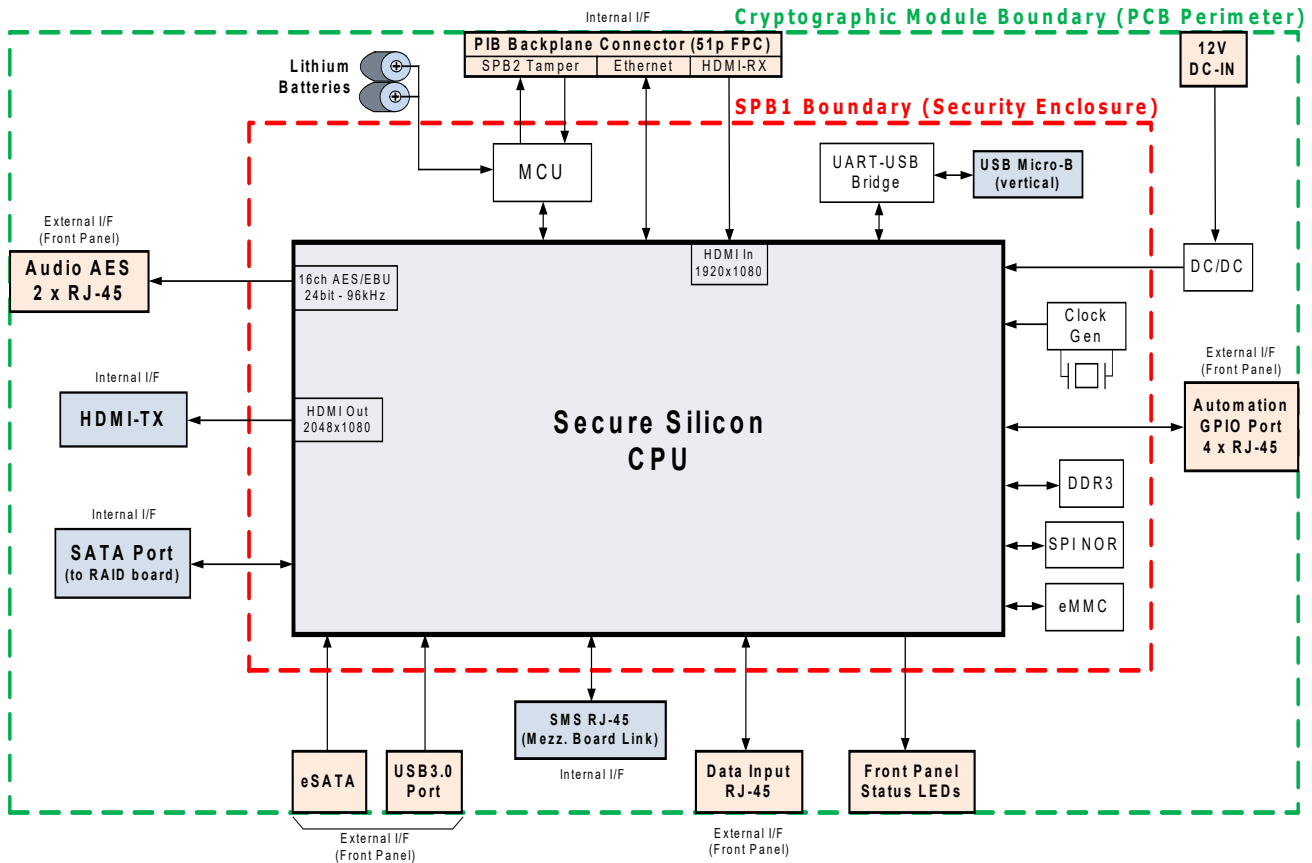 Internal I/F
Cryptographic Module Boundary (PCB Perimeter)
PIB Backplane Connector (51p FPC)
SPB2 Tamper
Ethernet
HDMI-RX
12V
DC-IN
Lithium
Batteries
SPB1 Boundary (Security Enclosure)
MCU
UART-USB
Bridge
USB Micro-B
(vertical)
External I/F
(Front Panel)
Audio AES
2 x RJ-45
16ch AES/EBU
24bit - 96kHz
HDMI In
1920x1080
DC/DC
Clock
Gen
Internal I/F
HDMI-TX
HDMI Out
2048x1080
Secure Silicon
CPU
External I/F
(Front Panel)
Automation
GPIO Port
4 x RJ-45
DDR3
Internal I/F
SATA Port
(to RAID board)
SPI NOR
eMMC
SMS RJ-45
(Mezz. Board Link)
Internal I/F
eSATA
USB3.0
Port
Data Input
RJ-45
Front Panel
Status LEDs
External I/F
(Front Panel)
External I/F
(Front Panel)